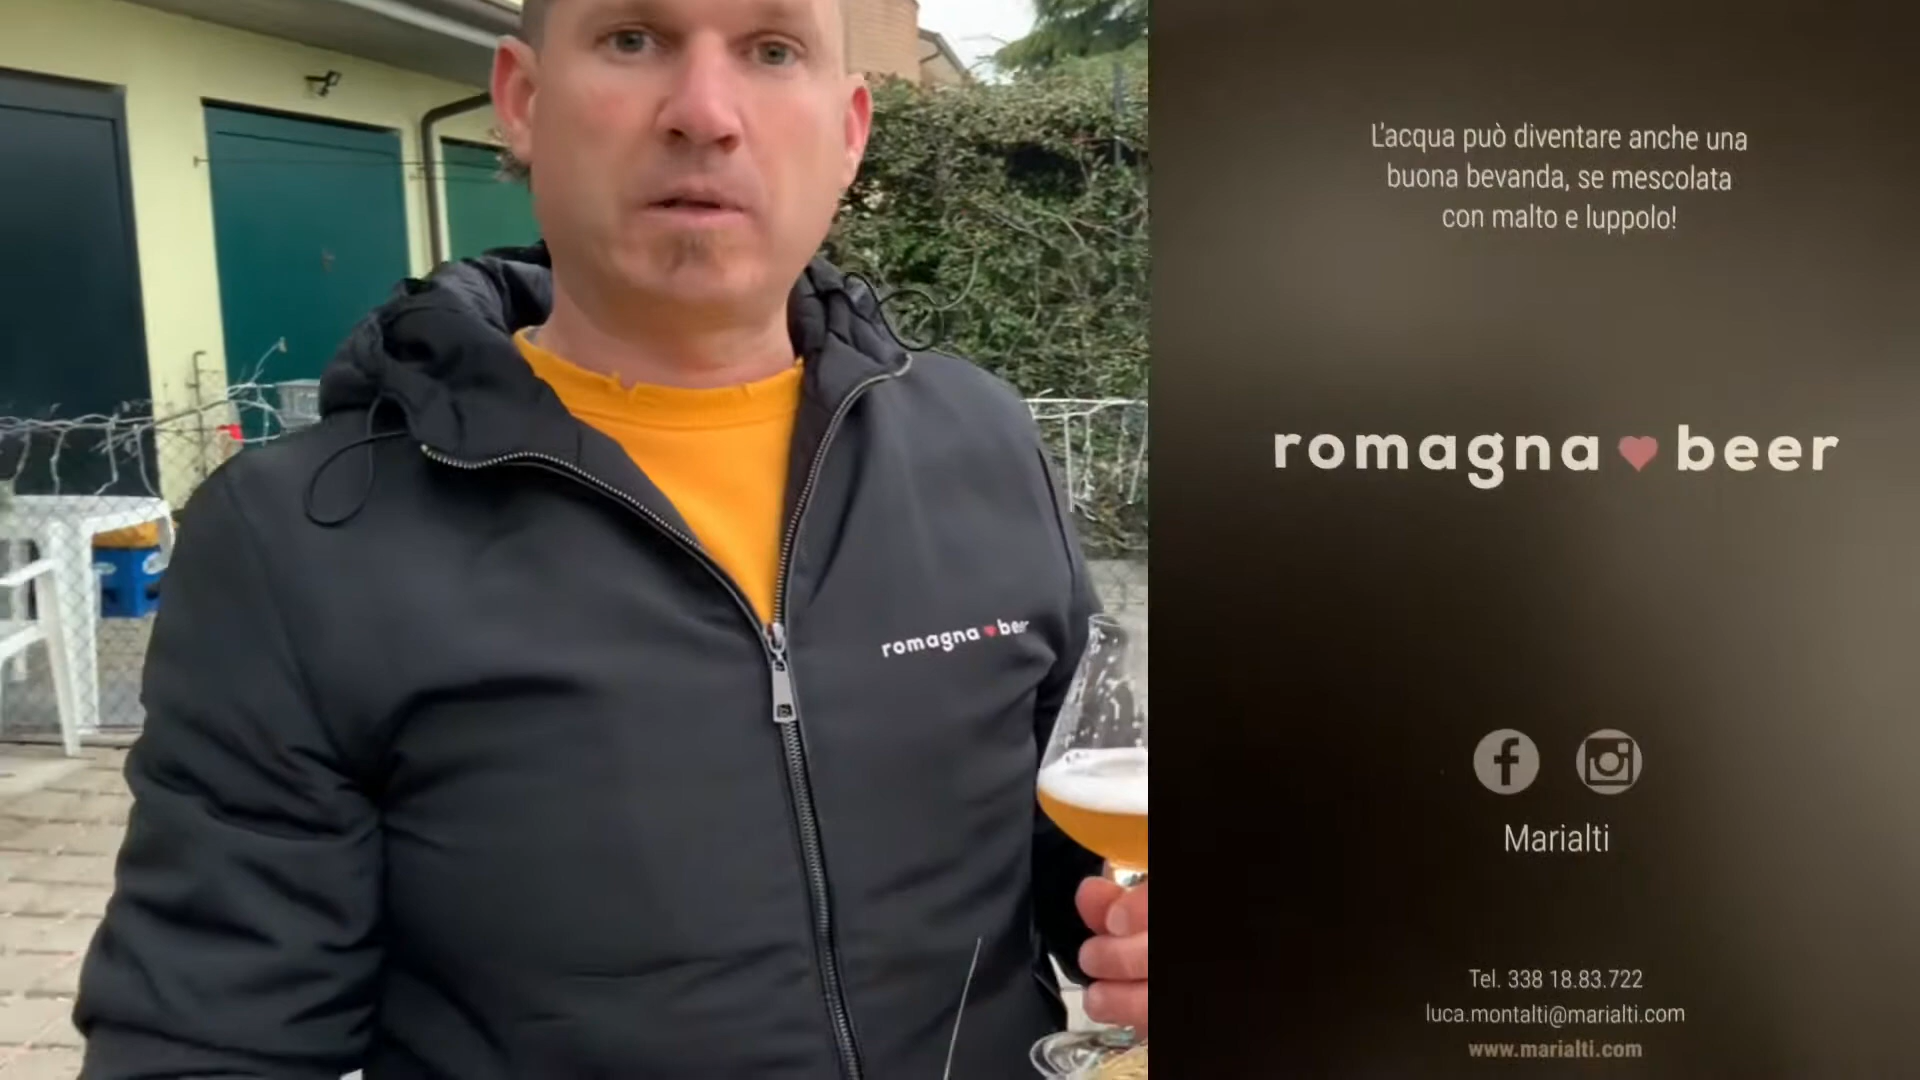 romagna beer
L'acqua può diventare anche una
buona bevanda, se mescolata
con malto e luppolo!
romagna beer
Marialti
Tel. 338 18.83.722
luca.montalti@marialti.com
www.marialti.com